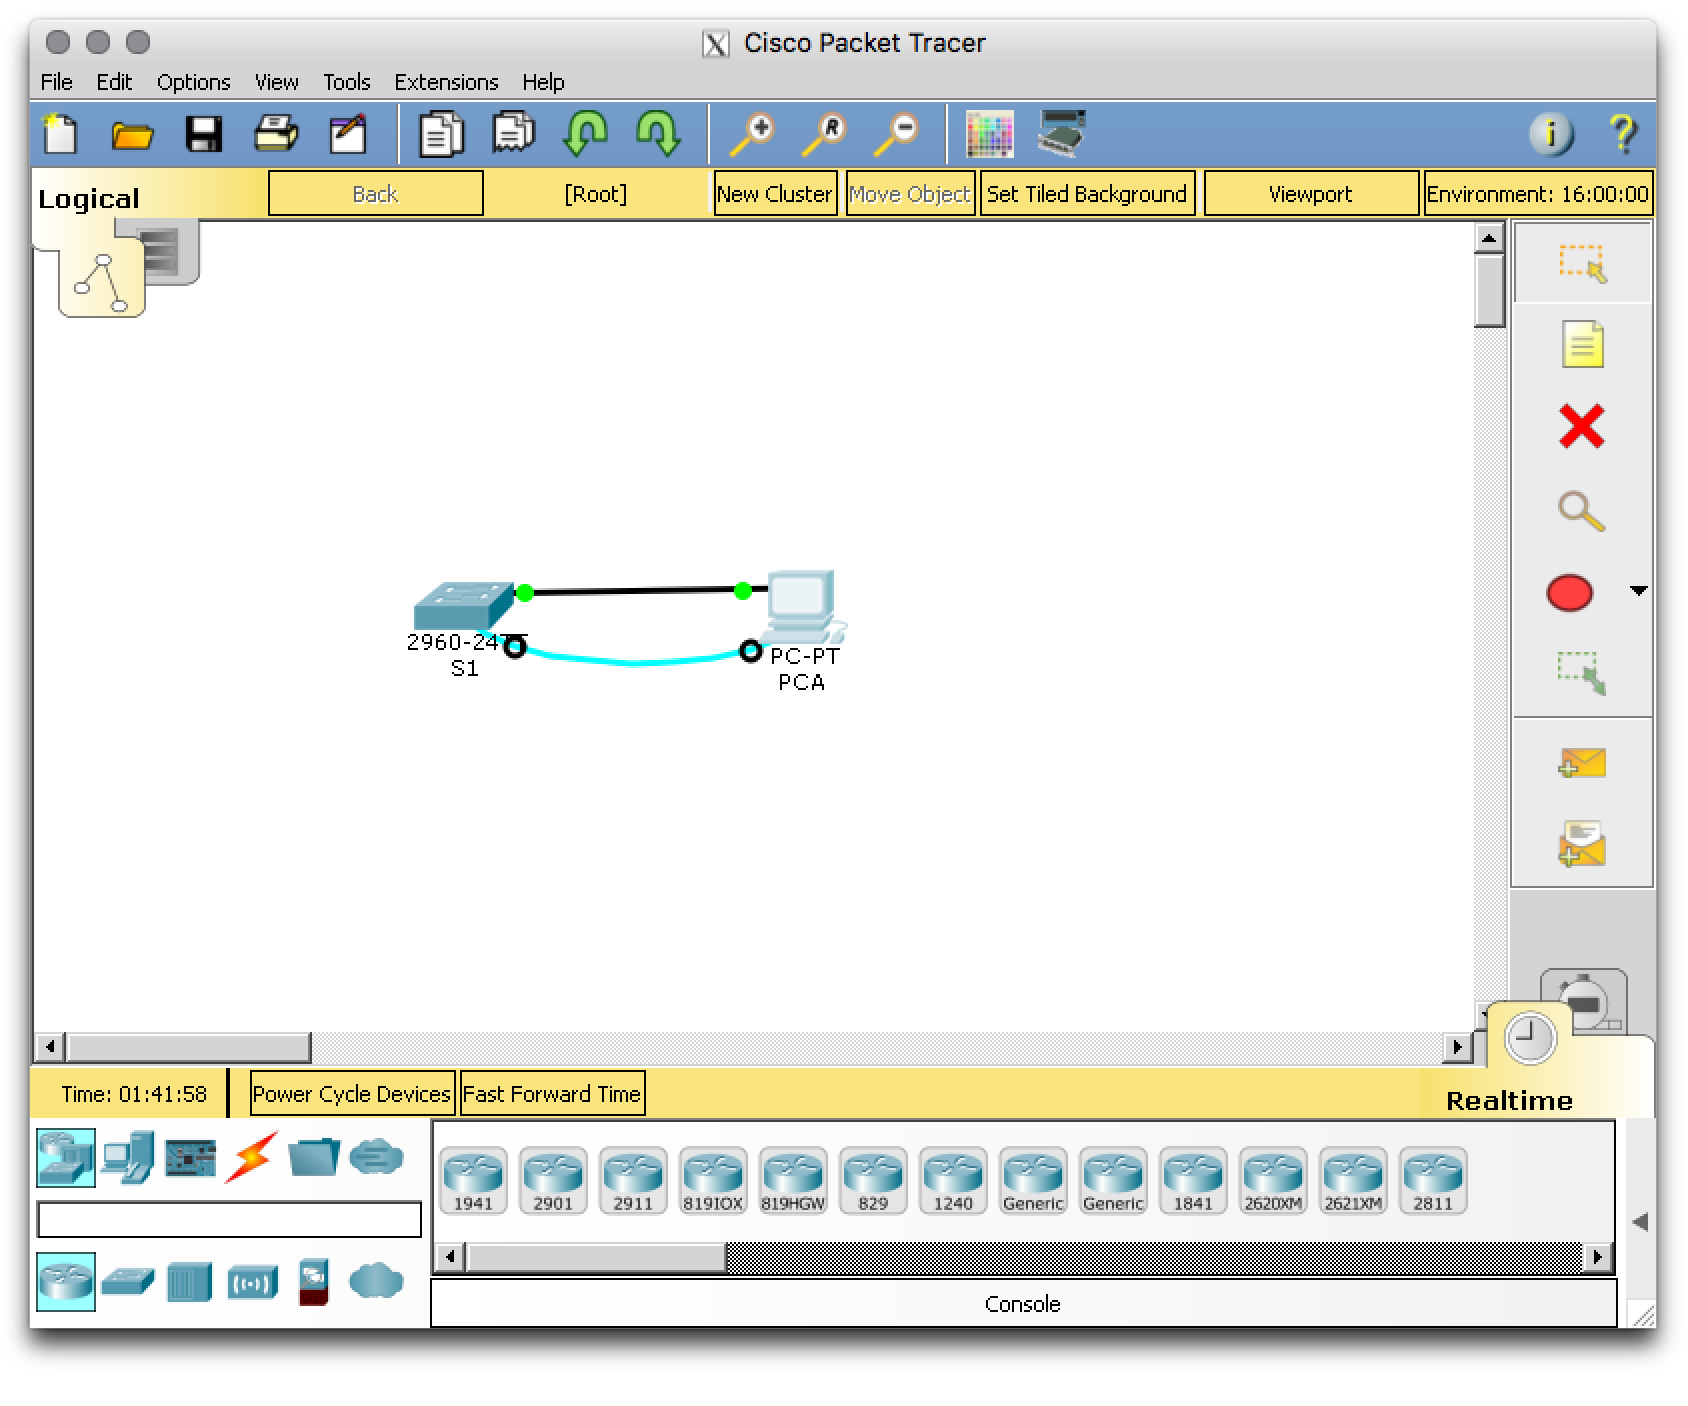 Cisco Packet Tracer
File Edit Options View Tools Extensions Help
Logical Back [Root] New Cluster Move Object Set Tiled Background Viewport Environment: 16:00:00
2960-24TT
S1
PC-PT
PCA
Time: 01:41:58 Power Cycle Devices Fast Forward Time Realtime
1941 2901 2911 819IOX 819HGW 829 1240 Generic Generic 1841 2620XM 2621XM 2811
Console